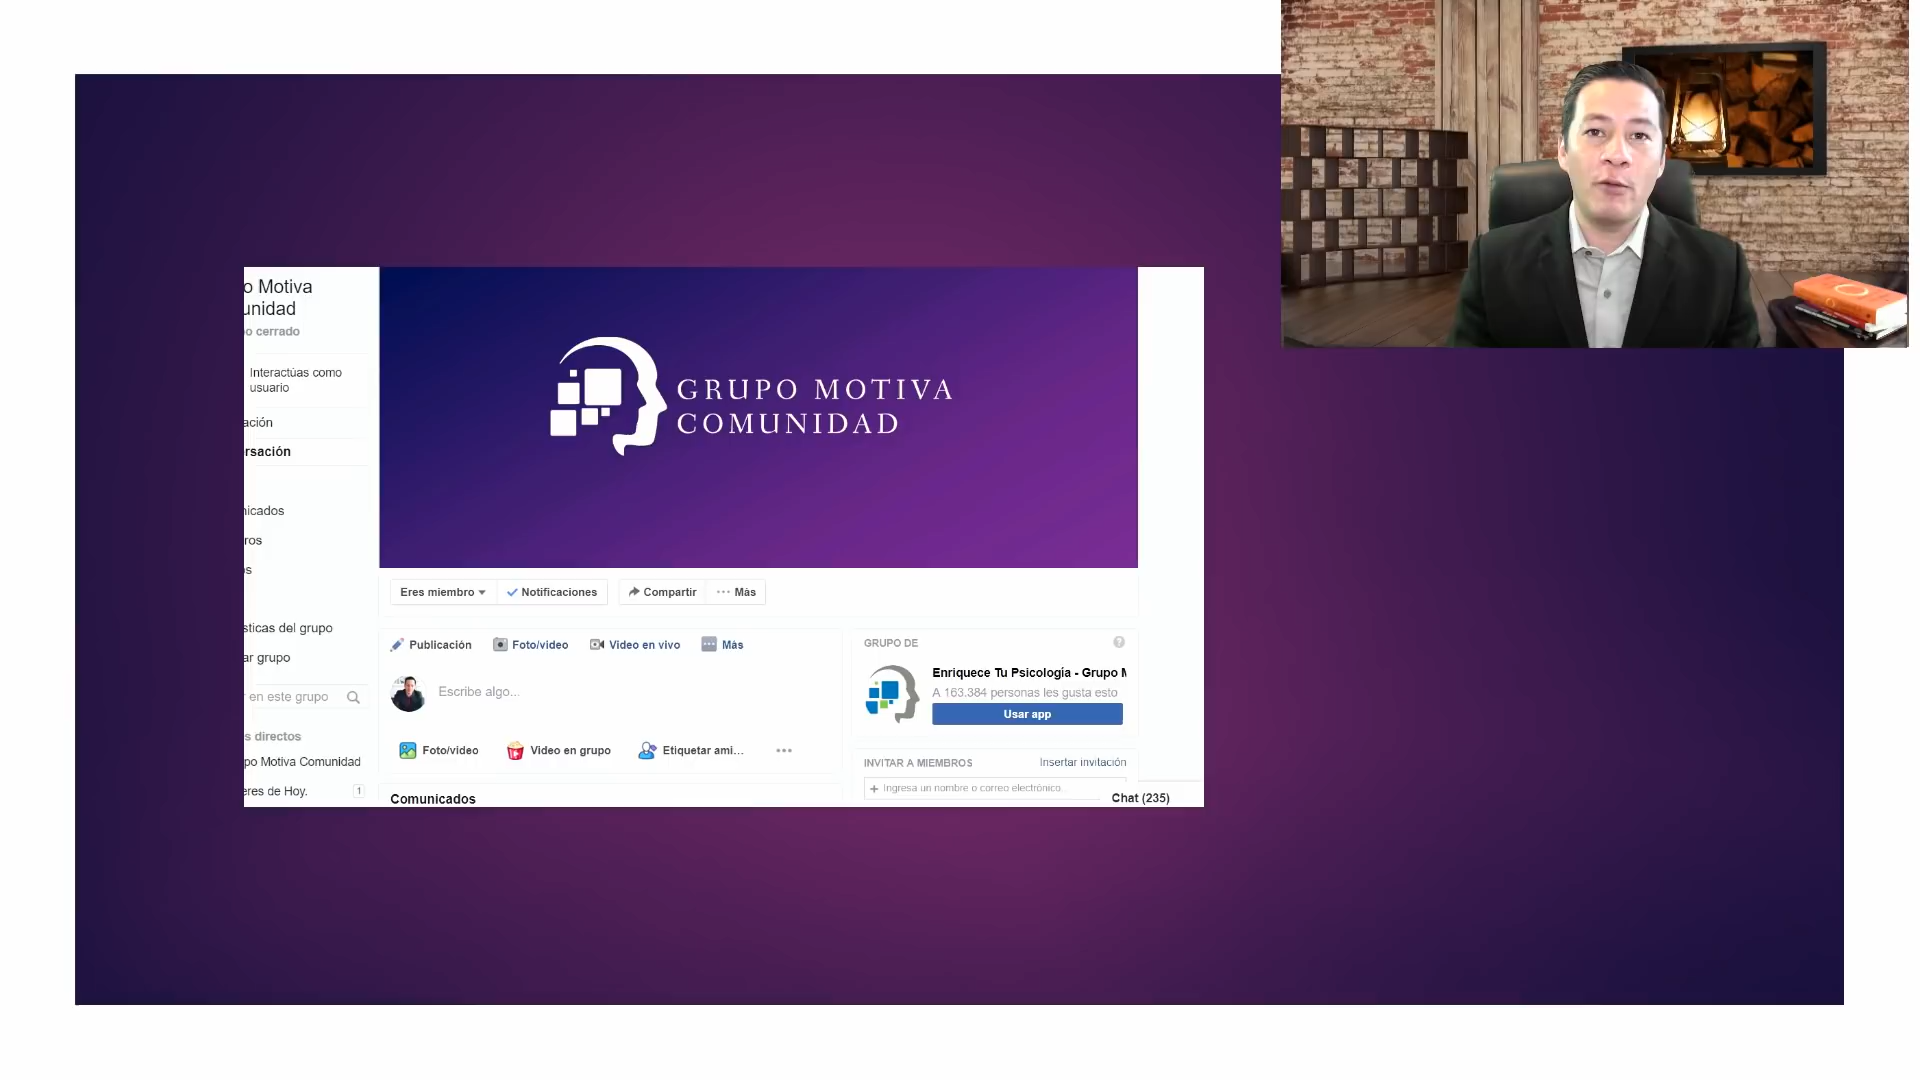 o Motiva
unidad
o cerrado
Interactúas como
usuario
ación
rsación
nicados
ros
s
sticas del grupo
ar grupo
r en este grupo
s directos
po Motiva Comunidad
eres de Hoy.
1
GRUPO MOTIVA
COMUNIDAD
Eres miembro
Notificaciones
Compartir
Más
Publicación
Foto/video
Video en vivo
Más
Escribe algo...
Foto/video
Video en grupo
Etiquetar ami...
Comunicados
GRUPO DE
Enriquece Tu Psicología - Grupo M
A 163.384 personas les gusta esto
Usar app
INVITAR A MIEMBROS
Insertar invitación
+ Ingresa un nombre o correo electrónico...
Chat (235)